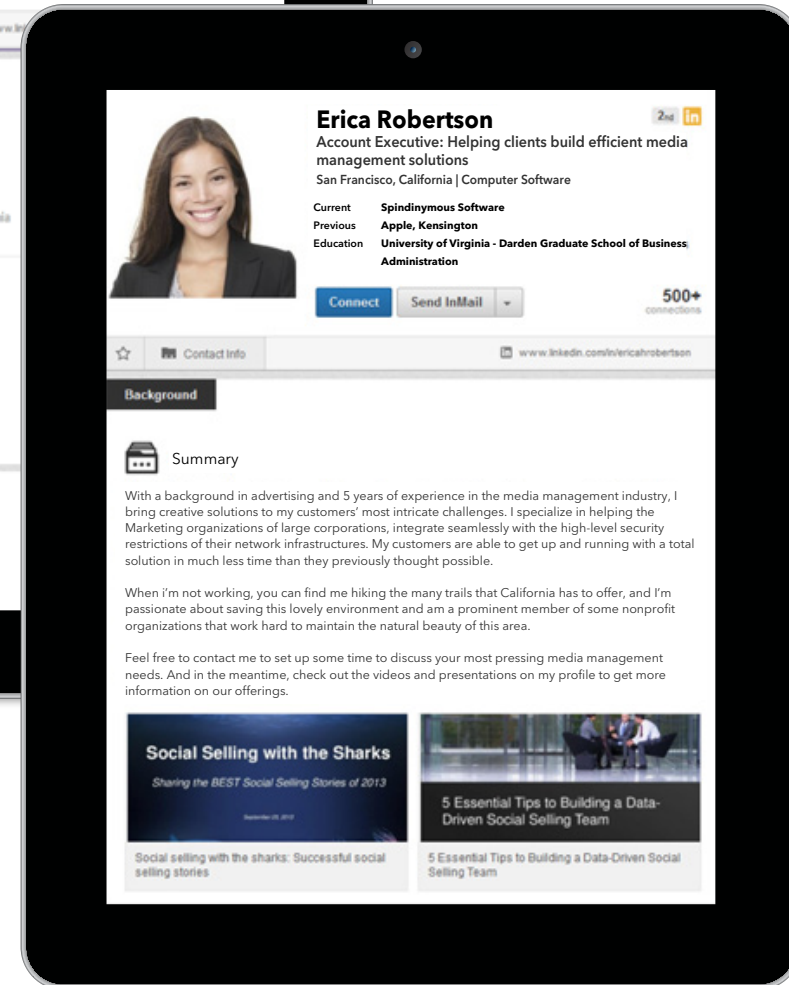 Erica Robertson
2nd in
Account Executive: Helping clients build efficient media
management solutions
San Francisco, California | Computer Software
Current Spindinymous Software
Previous Apple, Kensington
Education University of Virginia - Darden Graduate School of Business
Administration
Connect Send InMail
500+
connections
Contact Info
www.linkedin.com/in/ericahrobertson
Background
Summary
With a background in advertising and 5 years of experience in the media management industry, I
bring creative solutions to my customers’ most intricate challenges. I specialize in helping the
Marketing organizations of large corporations, integrate seamlessly with the high-level security
restrictions of their network infrastructures. My customers are able to get up and running with a total
solution in much less time than they previously thought possible.
When i’m not working, you can find me hiking the many trails that California has to offer, and I’m
passionate about saving this lovely environment and am a prominent member of some nonprofit
organizations that work hard to maintain the natural beauty of this area.
Feel free to contact me to set up some time to discuss your most pressing media management
needs. And in the meantime, check out the videos and presentations on my profile to get more
information on our offerings.
Social Selling with the Sharks
Sharing the BEST Social Selling Stories of 2013
Social selling with the sharks: Successful social
selling stories
5 Essential Tips to Building a Data-
Driven Social Selling Team
5 Essential Tips to Building a Data-Driven Social
Selling Team